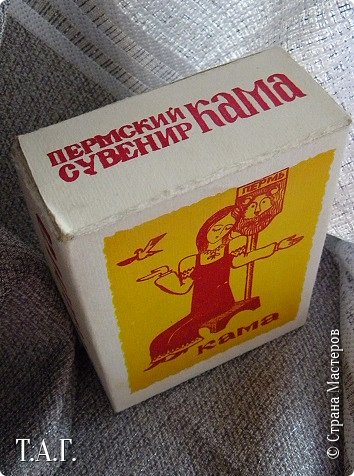 ПЕРМСКИЙ
СУВЕНИР КАМА
ПЕРМЬ
КАМА
Т.А.Г.
© Страна Мастеров